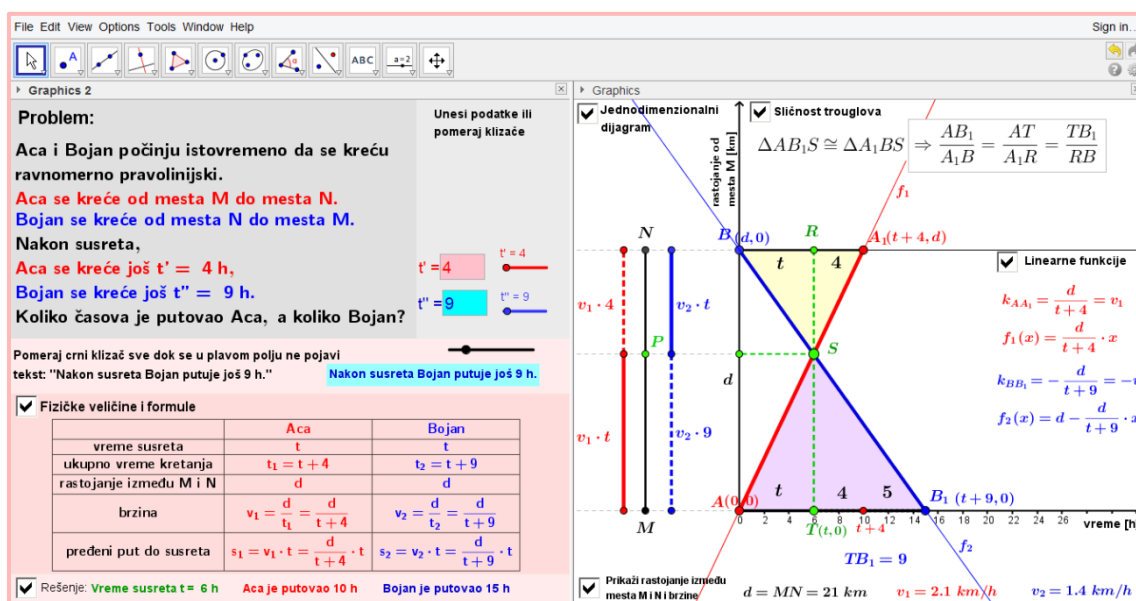 File Edit View Options Tools Window Help
Sign in...
A
ABC
a=2
Graphics 2
Problem:
Unesi podatke ili
pomeraj klizače
Aca i Bojan počinju istovremeno da se kreću
ravnomerno pravolinijski.
Aca se kreće od mesta M do mesta N.
Bojan se kreće od mesta N do mesta M.
Nakon susreta,
Aca se kreće još t' = 4 h,
Bojan se kreće još t'' = 9 h.
Koliko časova je putovao Aca, a koliko Bojan?
t' = 4
t' = 4
t'' = 9
t'' = 9
Pomeraj crni klizač sve dok se u plavom polju ne pojavi
tekst: "Nakon susreta Bojan putuje još 9 h."
Nakon susreta Bojan putuje još 9 h.
Fizičke veličine i formule
Aca Bojan
vreme susreta t t
ukupno vreme kretanja t₁ = t + 4 t₂ = t + 9
rastojanje između M i N d d
brzina v₁ = d/t₁ = d/(t + 4) v₂ = d/t₂ = d/(t + 9)
pređeni put do susreta s₁ = v₁ · t = d/(t + 4) · t s₂ = v₂ · t = d/(t + 9) · t
Rešenje: Vreme susreta t = 6 h Aca je putovao 10 h Bojan je putovao 15 h
Graphics
Jednodimenzionalni
dijagram
rastojanje od
mesta M [km]
Sličnost trouglova
ΔAB₁S ≅ ΔA₁BS ⇒ AB₁/A₁B = AT/A₁R = TB₁/RB
f₁
N
B (d, 0)
R
A₁(t + 4, d)
t
4
Linearne funkcije
k_AA₁ = d/(t + 4) = v₁
f₁(x) = d/(t + 4) · x
k_BB₁ = − d/(t + 9) = −v
f₂(x) = d − d/(t + 9) · x
v₁ · 4
v₂ · t
P
S
d
v₁ · t
v₂ · 9
t
4
5
A(0,0)
B₁ (t + 9, 0)
M
0 2 4 6 8 10 12 14 16 18 20 22 24 26 28
vreme [h]
T(t, 0)
t+4
f₂
TB₁ = 9
Prikaži rastojanje između
mesta M i N i brzine
d = MN = 21 km
v₁ = 2.1 km/h
v₂ = 1.4 km/h